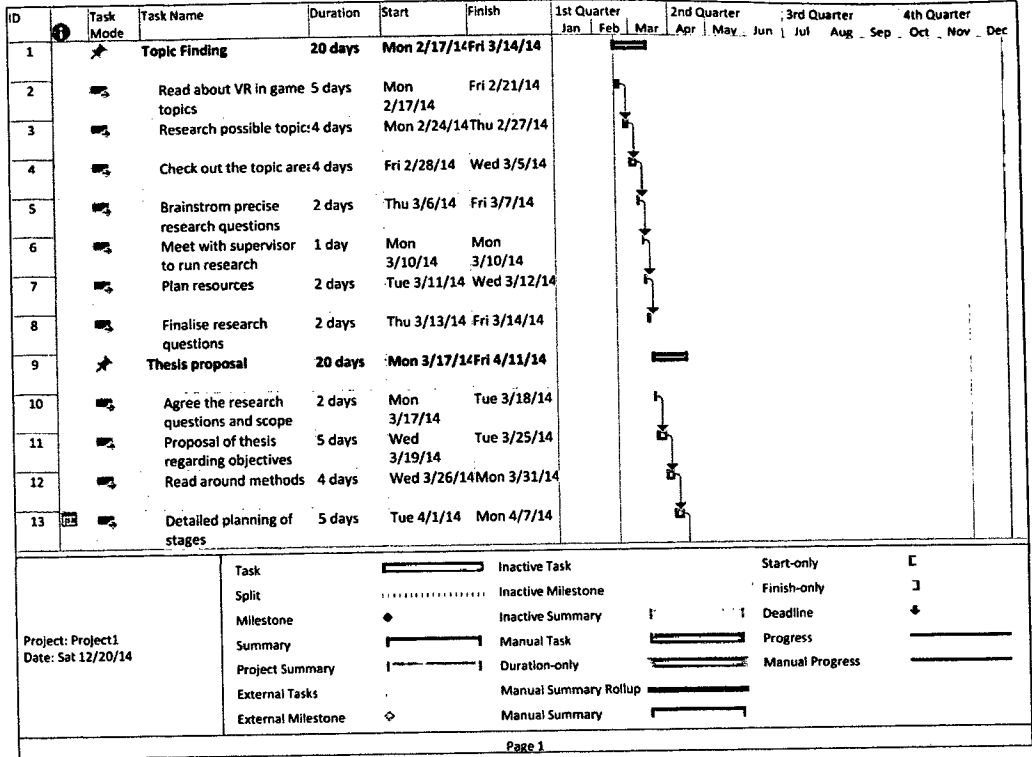 ID Task Mode Task Name Duration Start Finish 1st Quarter 2nd Quarter 3rd Quarter 4th Quarter
Jan Feb Mar Apr May Jun Jul Aug Sep Oct Nov Dec
1 Topic Finding 20 days Mon 2/17/14 Fri 3/14/14
2 Read about VR in game 5 days Mon Fri 2/21/14
topics 2/17/14
3 Research possible topics 4 days Mon 2/24/14 Thu 2/27/14
4 Check out the topic area 4 days Fri 2/28/14 Wed 3/5/14
5 Brainstrom precise 2 days Thu 3/6/14 Fri 3/7/14
research questions
6 Meet with supervisor 1 day Mon Mon
to run research 3/10/14 3/10/14
7 Plan resources 2 days Tue 3/11/14 Wed 3/12/14
8 Finalise research 2 days Thu 3/13/14 Fri 3/14/14
questions
9 Thesis proposal 20 days Mon 3/17/14 Fri 4/11/14
10 Agree the research 2 days Mon Tue 3/18/14
questions and scope 3/17/14
11 Proposal of thesis 5 days Wed Tue 3/25/14
regarding objectives 3/19/14
12 Read around methods 4 days Wed 3/26/14 Mon 3/31/14
13 Detailed planning of 5 days Tue 4/1/14 Mon 4/7/14
stages
Project: Project1
Date: Sat 12/20/14
Task Inactive Task Start-only
Split Inactive Milestone Finish-only
Milestone Inactive Summary Deadline
Summary Manual Task Progress
Project Summary Duration-only Manual Progress
External Tasks Manual Summary Rollup
External Milestone Manual Summary
Page 1